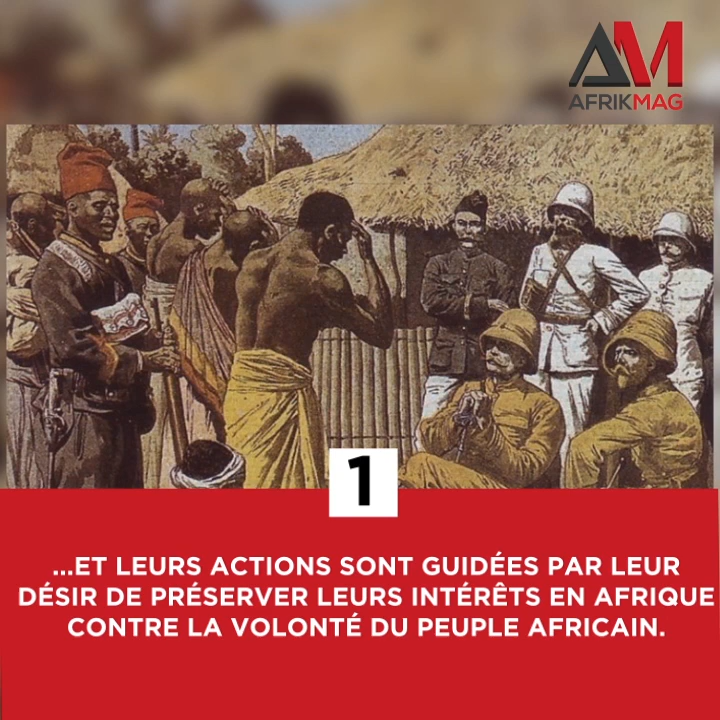 AM
AFRIKMAG
1
...ET LEURS ACTIONS SONT GUIDÉES PAR LEUR
DÉSIR DE PRÉSERVER LEURS INTÉRÊTS EN AFRIQUE
CONTRE LA VOLONTÉ DU PEUPLE AFRICAIN.